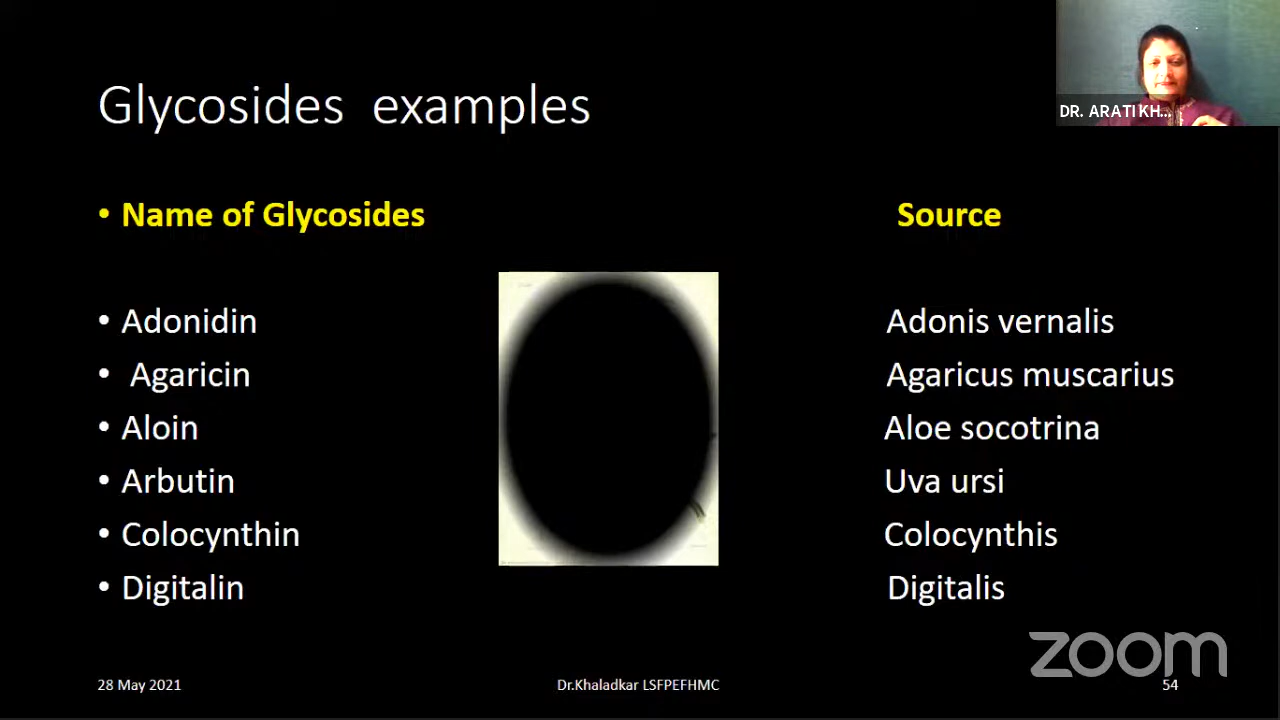 DR. ARATI KH...
Glycosides examples
• Name of Glycosides Source
• Adonidin Adonis vernalis
• Agaricin Agaricus muscarius
• Aloin Aloe socotrina
• Arbutin Uva ursi
• Colocynthin Colocynthis
• Digitalin Digitalis
zoom
28 May 2021 Dr.Khaladkar LSFPEFHMC 54